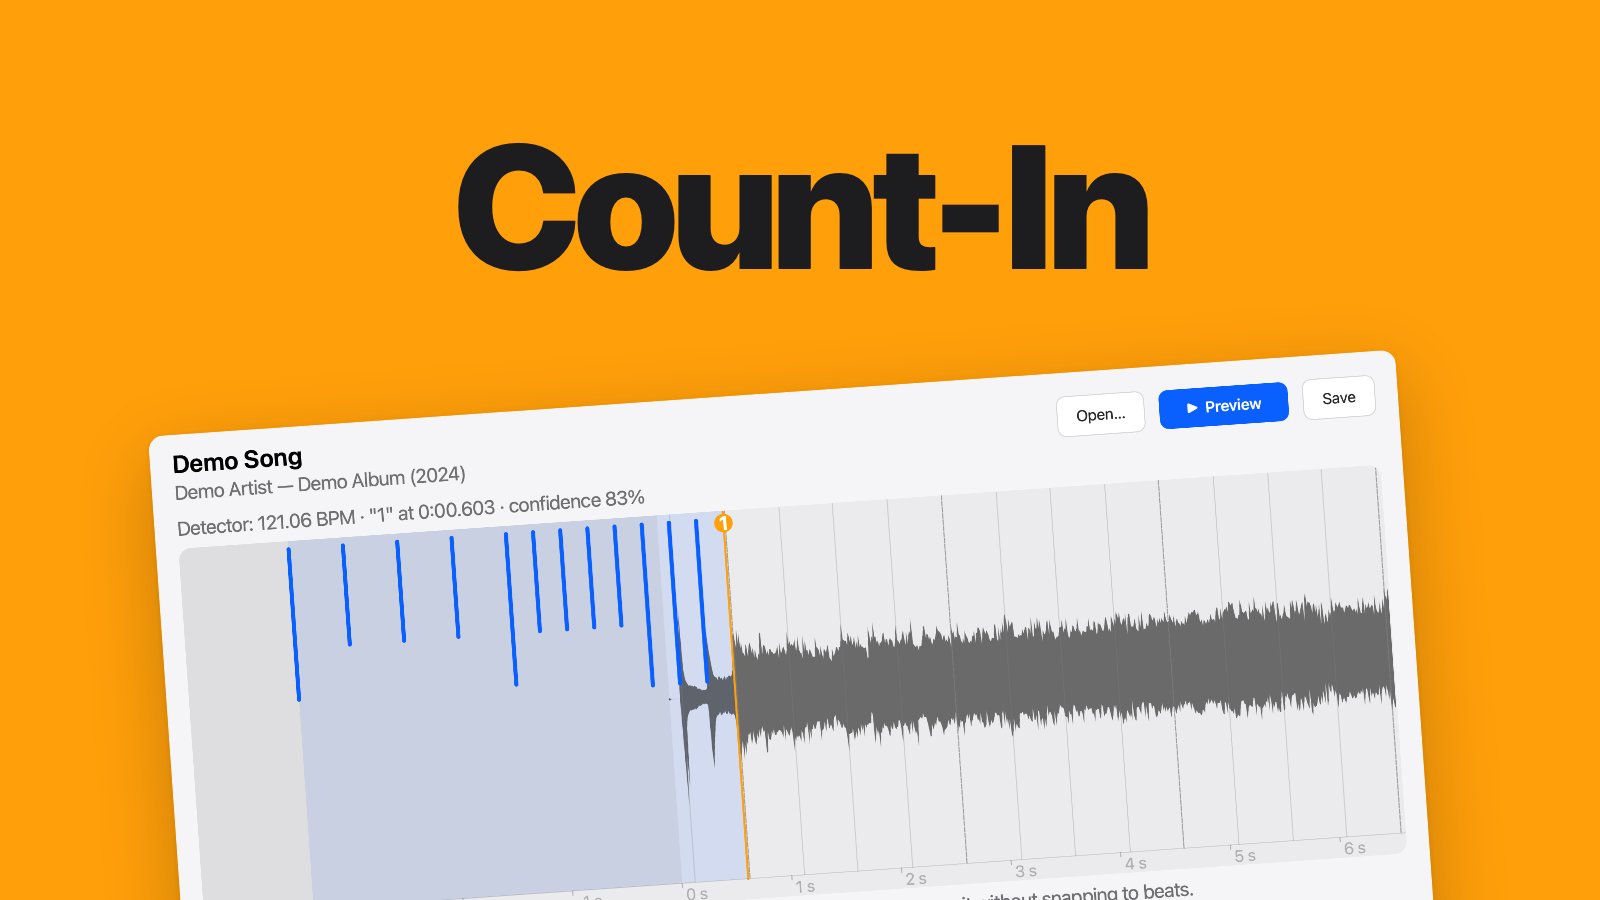 Count-In
Open...
▶ Preview
Save
Demo Song
Demo Artist — Demo Album (2024)
Detector: 121.06 BPM · "1" at 0:00.603 · confidence 83%
1
0 s
1 s
2 s
3 s
4 s
5 s
6 s
without snapping to beats.